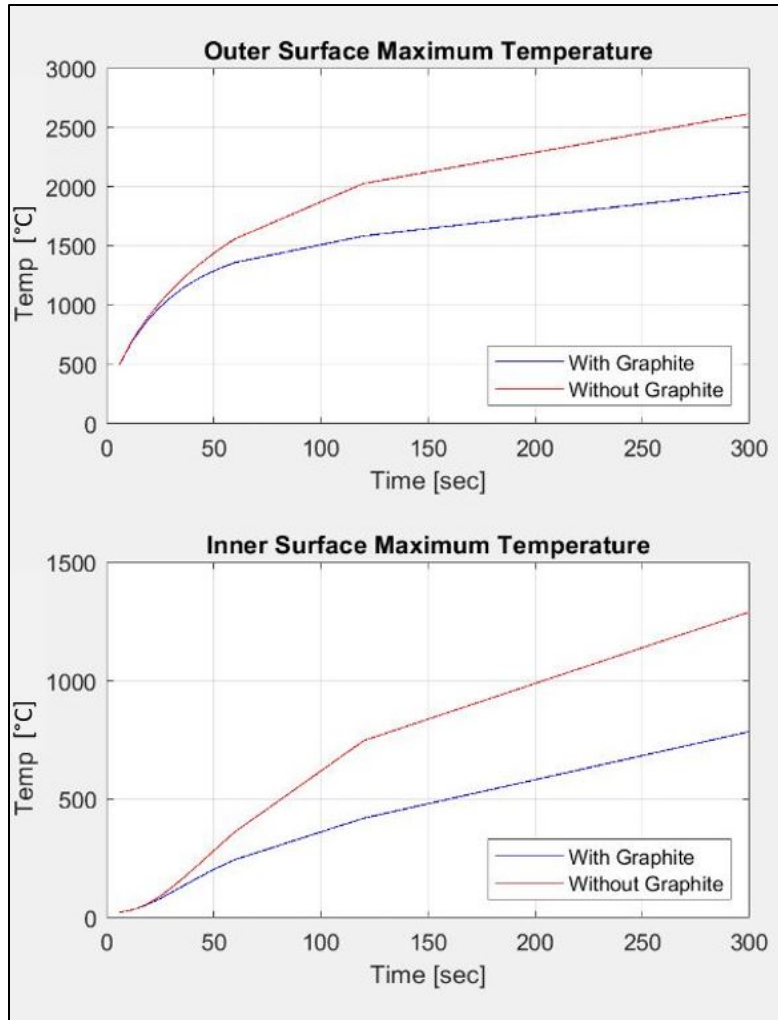 Outer Surface Maximum Temperature
3000
2500
2000
1500
1000
500
0
Temp [°C]
With Graphite
Without Graphite
0 50 100 150 200 250 300
Time [sec]
Inner Surface Maximum Temperature
1500
1000
500
0
Temp [°C]
With Graphite
Without Graphite
0 50 100 150 200 250 300
Time [sec]